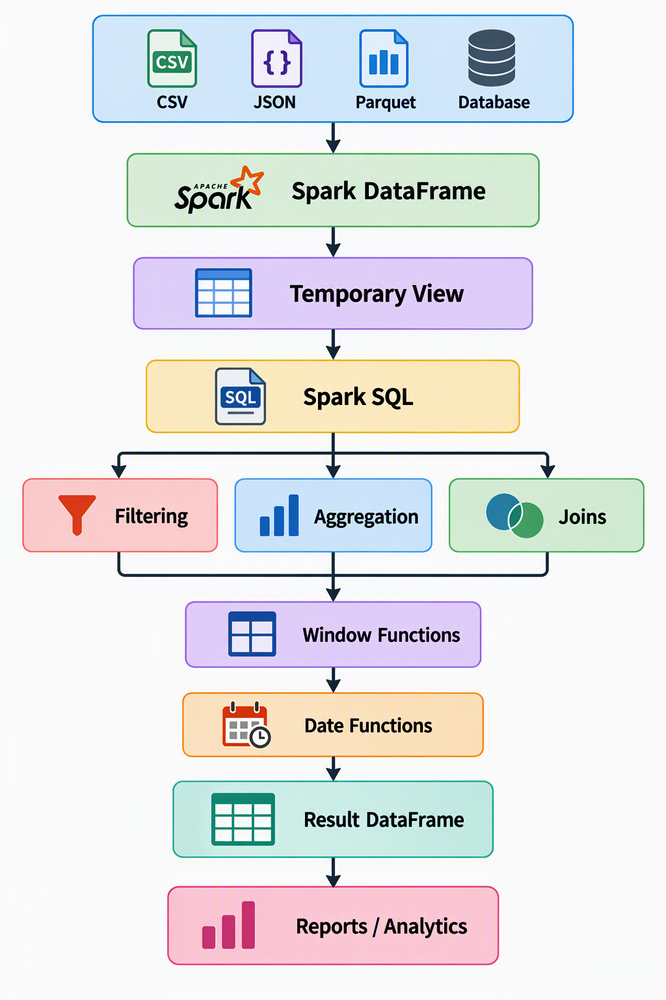 CSV
{}
CSV
JSON
Parquet
Database
APACHE
Spark
Spark DataFrame
Temporary View
SQL
Spark SQL
Filtering
Aggregation
Joins
Window Functions
Date Functions
Result DataFrame
Reports / Analytics